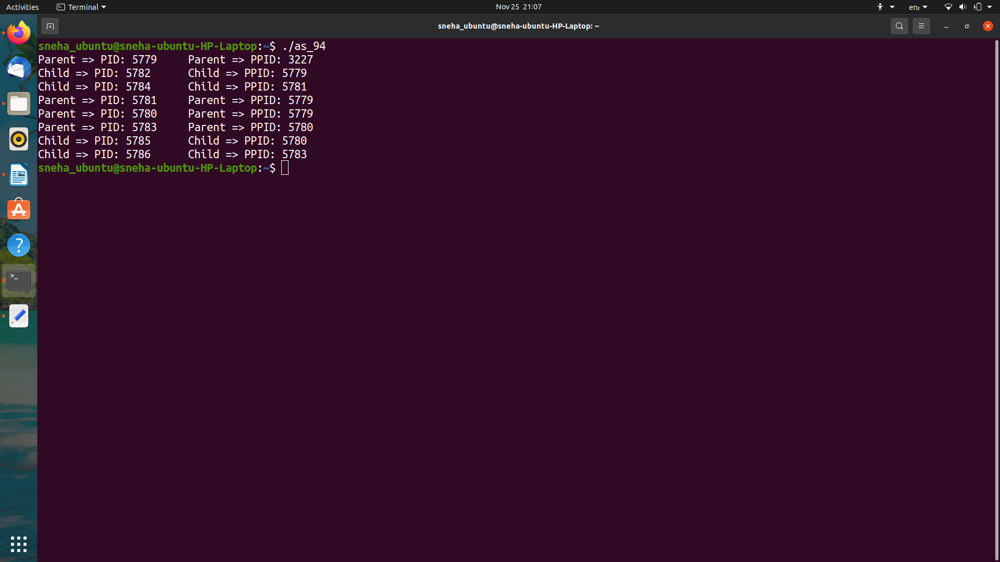 Activities Terminal Nov 25 21:07 en₂
sneha_ubuntu@sneha-ubuntu-HP-Laptop: ~
sneha_ubuntu@sneha-ubuntu-HP-Laptop:~$ ./as_94
Parent => PID: 5779     Parent => PPID: 3227
Child => PID: 5782      Child => PPID: 5779
Child => PID: 5784      Child => PPID: 5781
Parent => PID: 5781     Parent => PPID: 5779
Parent => PID: 5780     Parent => PPID: 5779
Parent => PID: 5783     Parent => PPID: 5780
Child => PID: 5785      Child => PPID: 5780
Child => PID: 5786      Child => PPID: 5783
sneha_ubuntu@sneha-ubuntu-HP-Laptop:~$